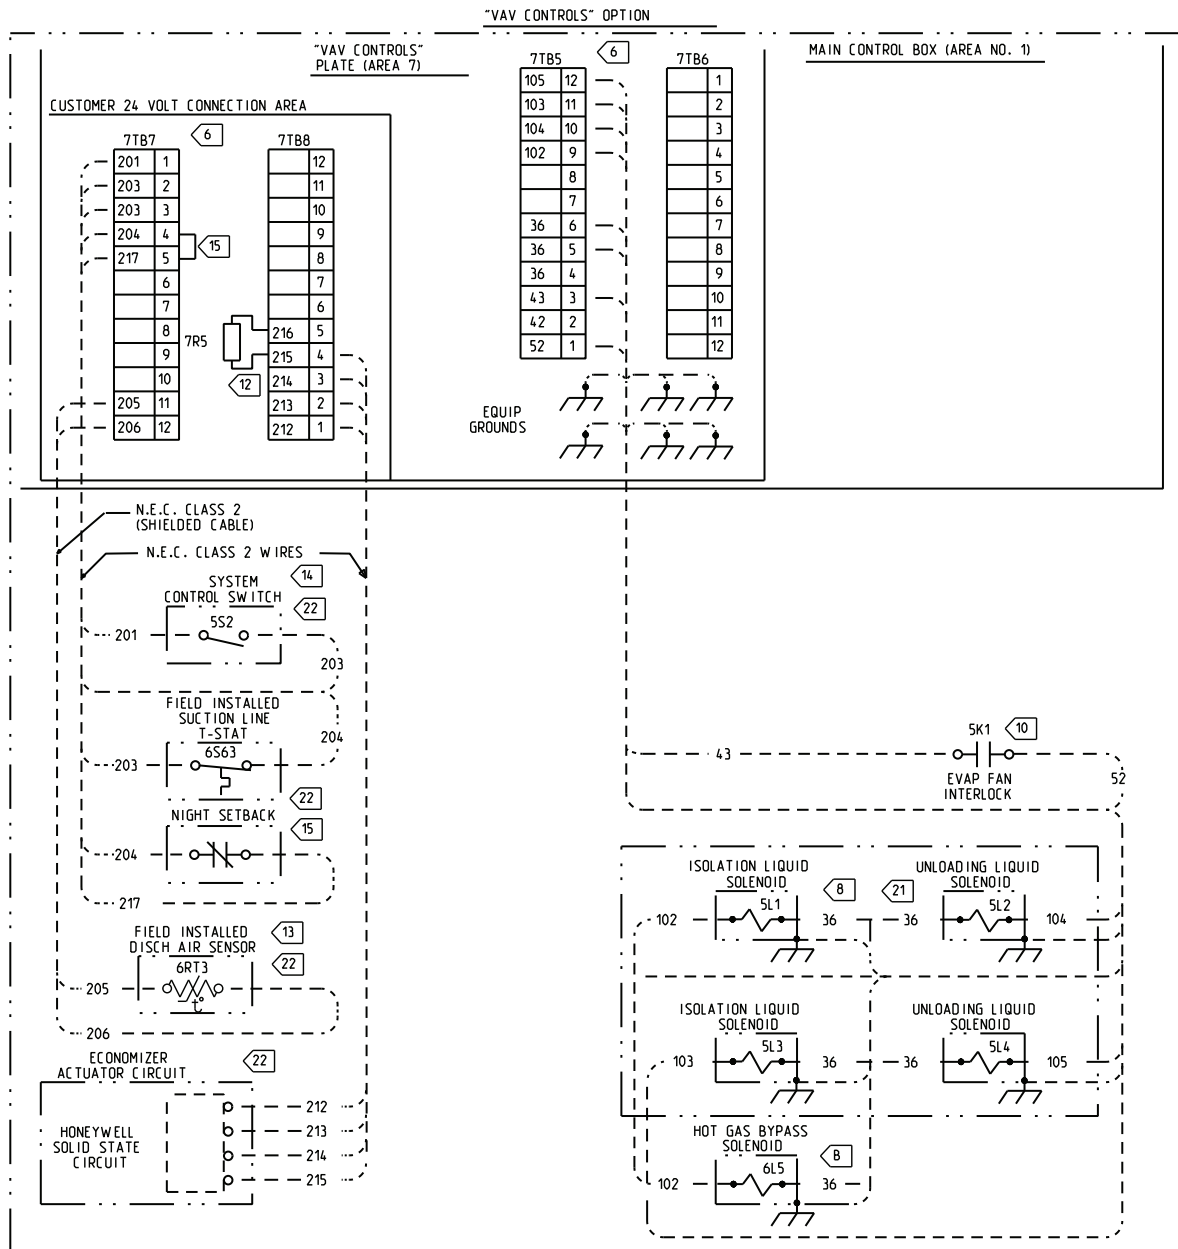 "VAV CONTROLS" OPTION
"VAV CONTROLS"
PLATE (AREA 7)
MAIN CONTROL BOX (AREA NO. 1)
CUSTOMER 24 VOLT CONNECTION AREA
7TB5
6
7TB6
105 12
103 11
104 10
102 9
8
7
36 6
36 5
36 4
43 3
42 2
52 1
1
2
3
4
5
6
7
8
9
10
11
12
7TB7
6
7TB8
201 1
203 2
203 3
204 4
217 5
6
7
8
9
10
205 11
206 12
15
12
11
10
9
8
7
6
216 5
215 4
214 3
213 2
212 1
7R5
12
EQUIP
GROUNDS
N.E.C. CLASS 2
(SHIELDED CABLE)
N.E.C. CLASS 2 WIRES
SYSTEM
CONTROL SWITCH
14
22
5S2
201
203
FIELD INSTALLED
SUCTION LINE
T-STAT
204
6S63
203
22
NIGHT SETBACK
15
204
217
FIELD INSTALLED
DISCH AIR SENSOR
13
22
6RT3
t°
205
206
ECONOMIZER
ACTUATOR CIRCUIT
22
HONEYWELL
SOLID STATE
CIRCUIT
212
213
214
215
5K1
10
43
52
EVAP FAN
INTERLOCK
ISOLATION LIQUID
SOLENOID
8
21
UNLOADING LIQUID
SOLENOID
5L1
5L2
102
36
36
104
ISOLATION LIQUID
SOLENOID
UNLOADING LIQUID
SOLENOID
5L3
5L4
103
36
36
105
HOT GAS BYPASS
SOLENOID
B
6L5
102
36